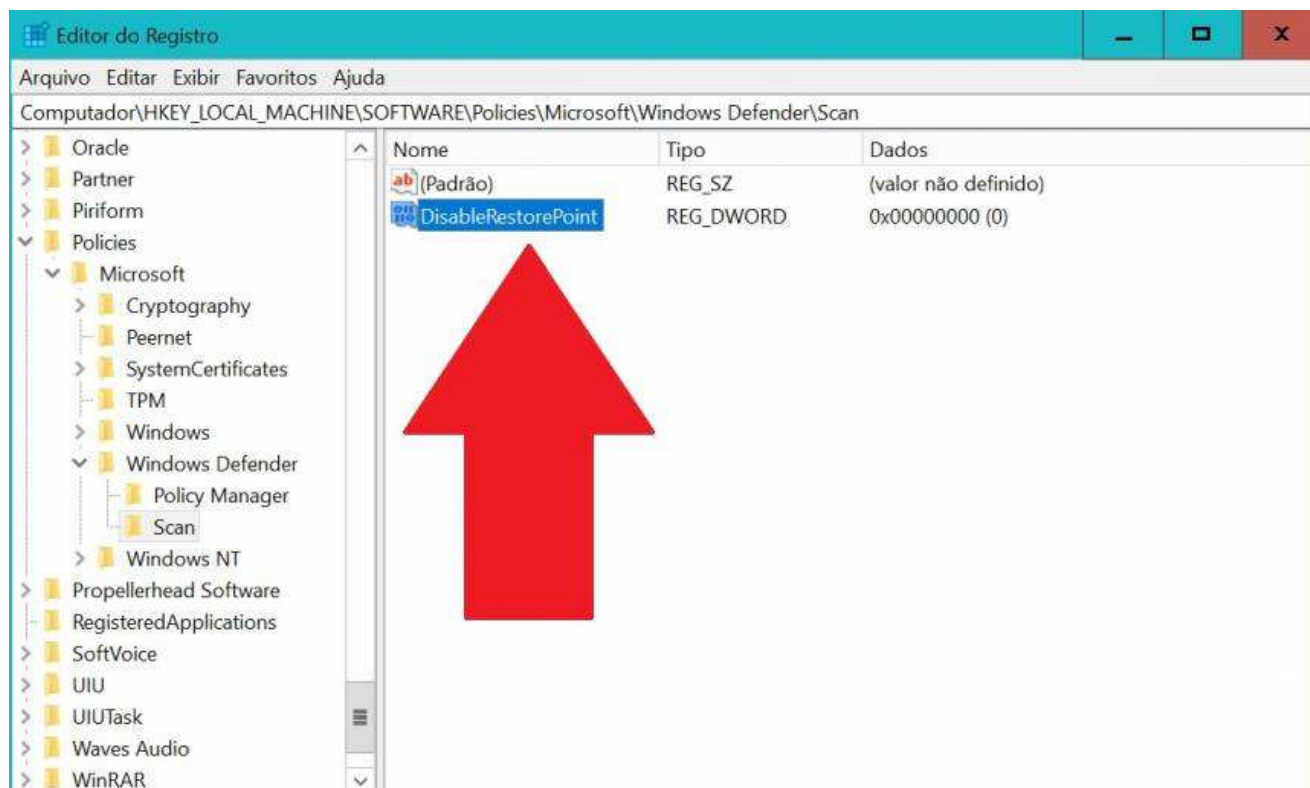 Editor do Registro
Arquivo Editar Exibir Favoritos Ajuda
Computador\HKEY_LOCAL_MACHINE\SOFTWARE\Policies\Microsoft\Windows Defender\Scan
Oracle
Partner
Piriform
Policies
Microsoft
Cryptography
Peernet
SystemCertificates
TPM
Windows
Windows Defender
Policy Manager
Scan
Windows NT
Propellerhead Software
RegisteredApplications
SoftVoice
UIU
UIUTask
Waves Audio
WinRAR
Nome Tipo Dados
(Padrão) REG_SZ (valor não definido)
DisableRestorePoint REG_DWORD 0x00000000 (0)